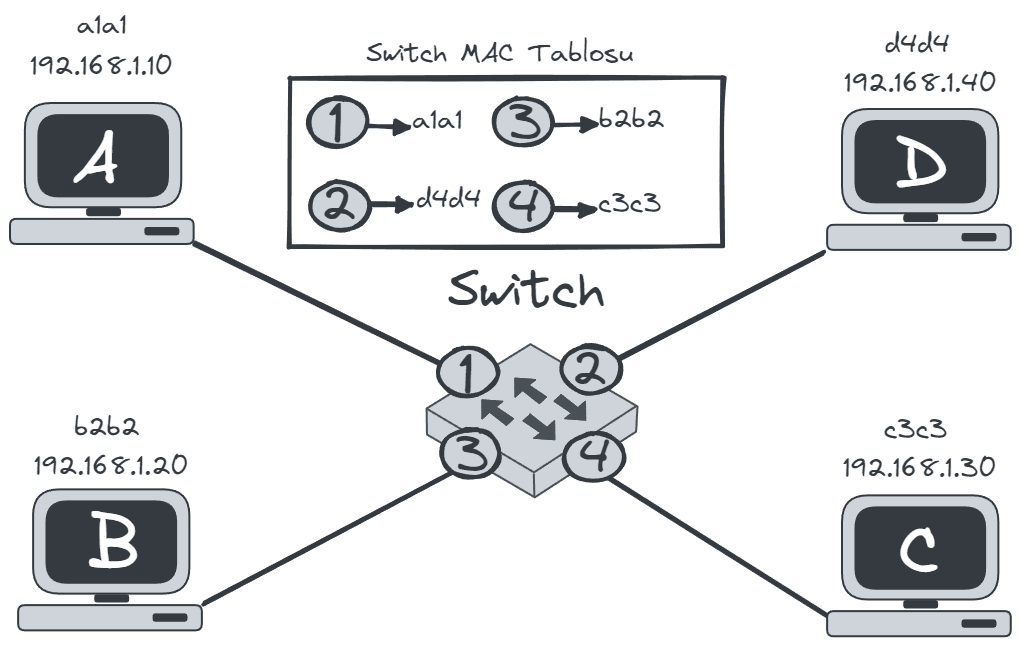 a1a1
192.168.1.10
A
Switch MAC Tablosu
1 a1a1
3 b2b2
2 d4d4
4 c3c3
d4d4
192.168.1.40
D
Switch
1
2
3
4
b2b2
192.168.1.20
B
c3c3
192.168.1.30
C